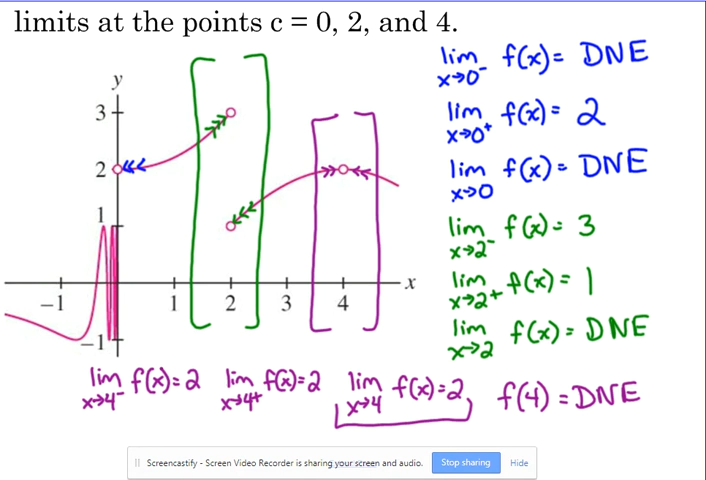 limits at the points c = 0, 2, and 4.
lim x→0⁻ f(x) = DNE
lim x→0⁺ f(x) = 2
lim x→0 f(x) = DNE
lim x→2⁻ f(x) = 3
lim x→2⁺ f(x) = 1
lim x→2 f(x) = DNE
y
3
2
1
−1 1 2 3 4 x
−1
lim x→4⁻ f(x) = 2 lim x→4⁺ f(x) = 2 lim x→4 f(x) = 2 f(4) = DNE
Screencastify - Screen Video Recorder is sharing your screen and audio. Stop sharing Hide